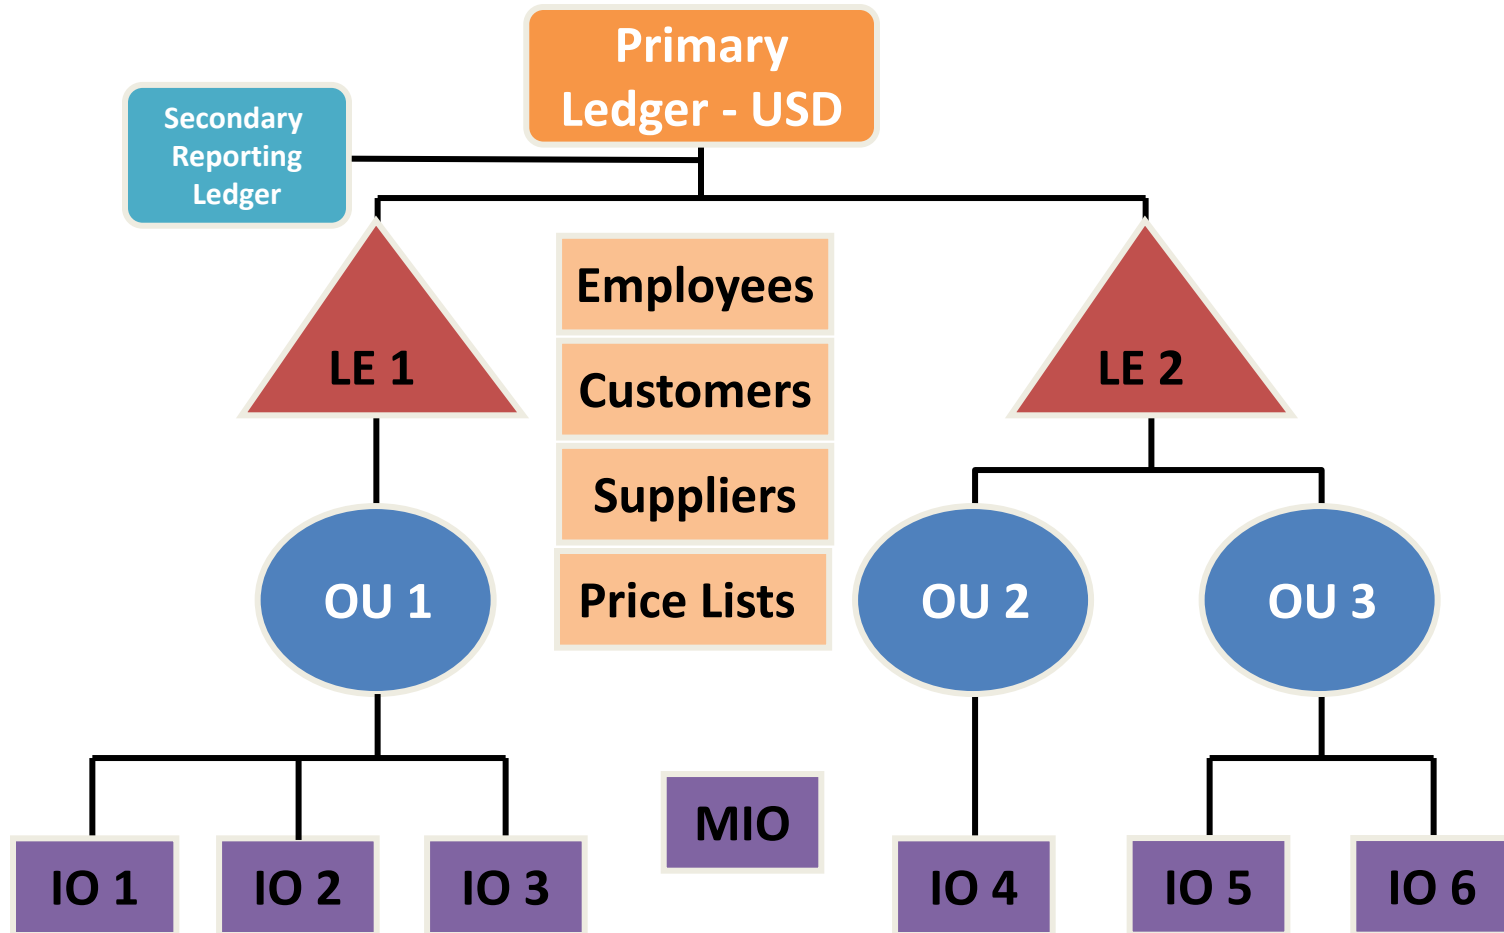 Primary
Ledger - USD
Secondary
Reporting
Ledger
Employees
LE 1
LE 2
Customers
Suppliers
OU 1
Price Lists
OU 2
OU 3
MIO
IO 1
IO 2
IO 3
IO 4
IO 5
IO 6